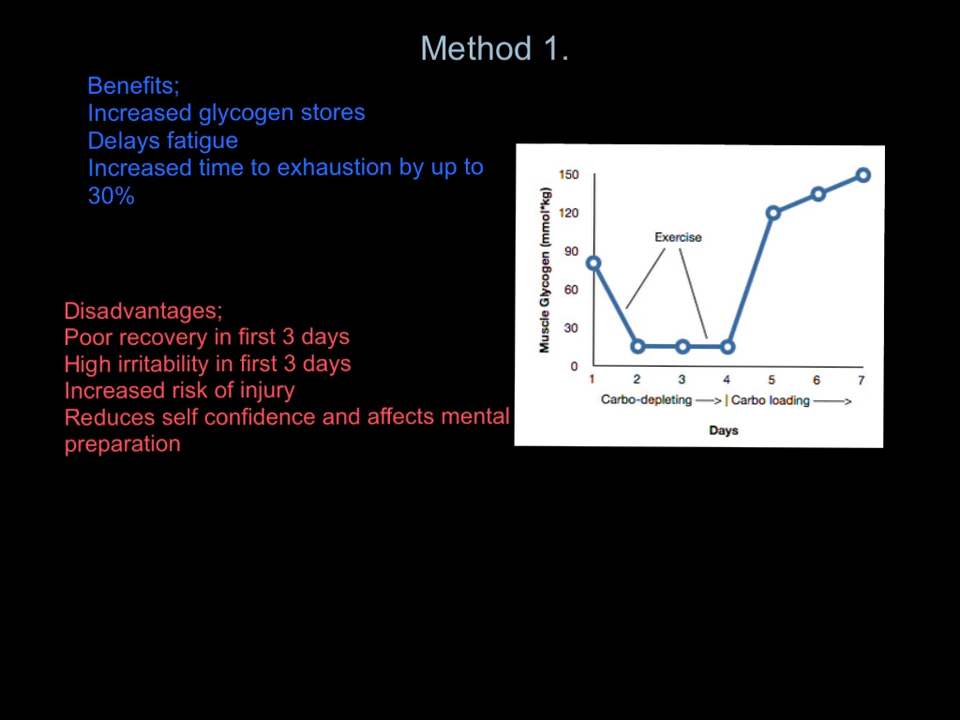 Method 1.
Benefits;
Increased glycogen stores
Delays fatigue
Increased time to exhaustion by up to
30%
Disadvantages;
Poor recovery in first 3 days
High irritability in first 3 days
Increased risk of injury
Reduces self confidence and affects mental
preparation
Muscle Glycogen (mmol*kg)
150
120
90
60
30
0
Exercise
1 2 3 4 5 6 7
Carbo-depleting —> | Carbo loading ——>
Days